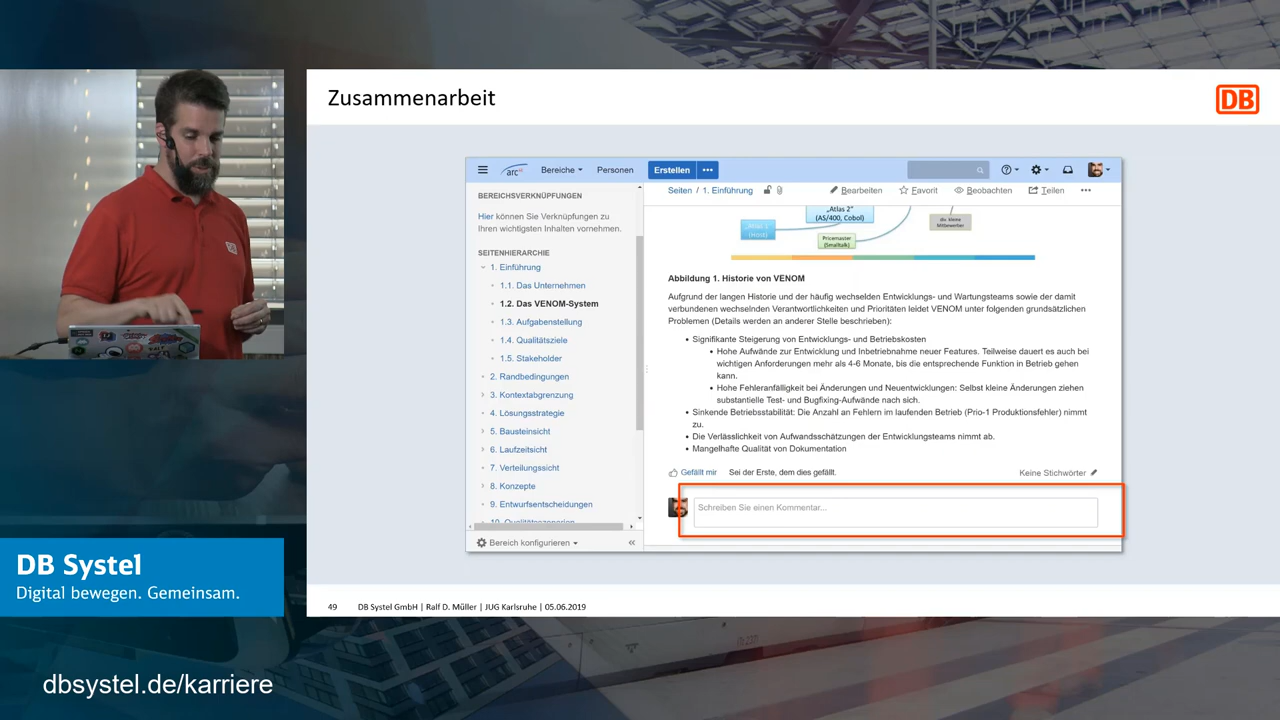 Zusammenarbeit
DB
arc
Bereiche
Personen
Erstellen
BEREICHSVERKNÜPFUNGEN
Hier können Sie Verknüpfungen zu
Ihren wichtigsten Inhalten vornehmen.
SEITENHIERARCHIE
1. Einführung
1.1. Das Unternehmen
1.2. Das VENOM-System
1.3. Aufgabenstellung
1.4. Qualitätsziele
1.5. Stakeholder
2. Randbedingungen
3. Kontextabgrenzung
4. Lösungsstrategie
5. Bausteinsicht
6. Laufzeitsicht
7. Verteilungssicht
8. Konzepte
9. Entwurfsentscheidungen
10. Qualitätsszenarien
Bereich konfigurieren
Seiten / 1. Einführung
Bearbeiten
Favorit
Beobachten
Teilen
„Atlas 2"
(AS/400, Cobol)
(Host)
Pricemaster
(Smalltalk)
div. kleine
Mitbewerber
Abbildung 1. Historie von VENOM
Aufgrund der langen Historie und der häufig wechselden Entwicklungs- und Wartungsteams sowie der damit
verbundenen wechselnden Verantwortlichkeiten und Prioritäten leidet VENOM unter folgenden grundsätzlichen
Problemen (Details werden an anderer Stelle beschrieben):
Signifikante Steigerung von Entwicklungs- und Betriebskosten
Hohe Aufwände zur Entwicklung und Inbetriebnahme neuer Features. Teilweise dauert es auch bei
wichtigen Anforderungen mehr als 4-6 Monate, bis die entsprechende Funktion in Betrieb gehen
kann.
Hohe Fehleranfälligkeit bei Änderungen und Neuentwicklungen: Selbst kleine Änderungen ziehen
substantielle Test- und Bugfixing-Aufwände nach sich.
Sinkende Betriebsstabilität: Die Anzahl an Fehlern im laufenden Betrieb (Prio-1 Produktionsfehler) nimmt
zu.
Die Verlässlichkeit von Aufwandsschätzungen der Entwicklungsteams nimmt ab.
Mangelhafte Qualität von Dokumentation
Gefällt mir
Sei der Erste, dem dies gefällt.
Keine Stichwörter
Schreiben Sie einen Kommentar...
49 DB Systel GmbH | Ralf D. Müller | JUG Karlsruhe | 05.06.2019
DB Systel
Digital bewegen. Gemeinsam.
dbsystel.de/karriere